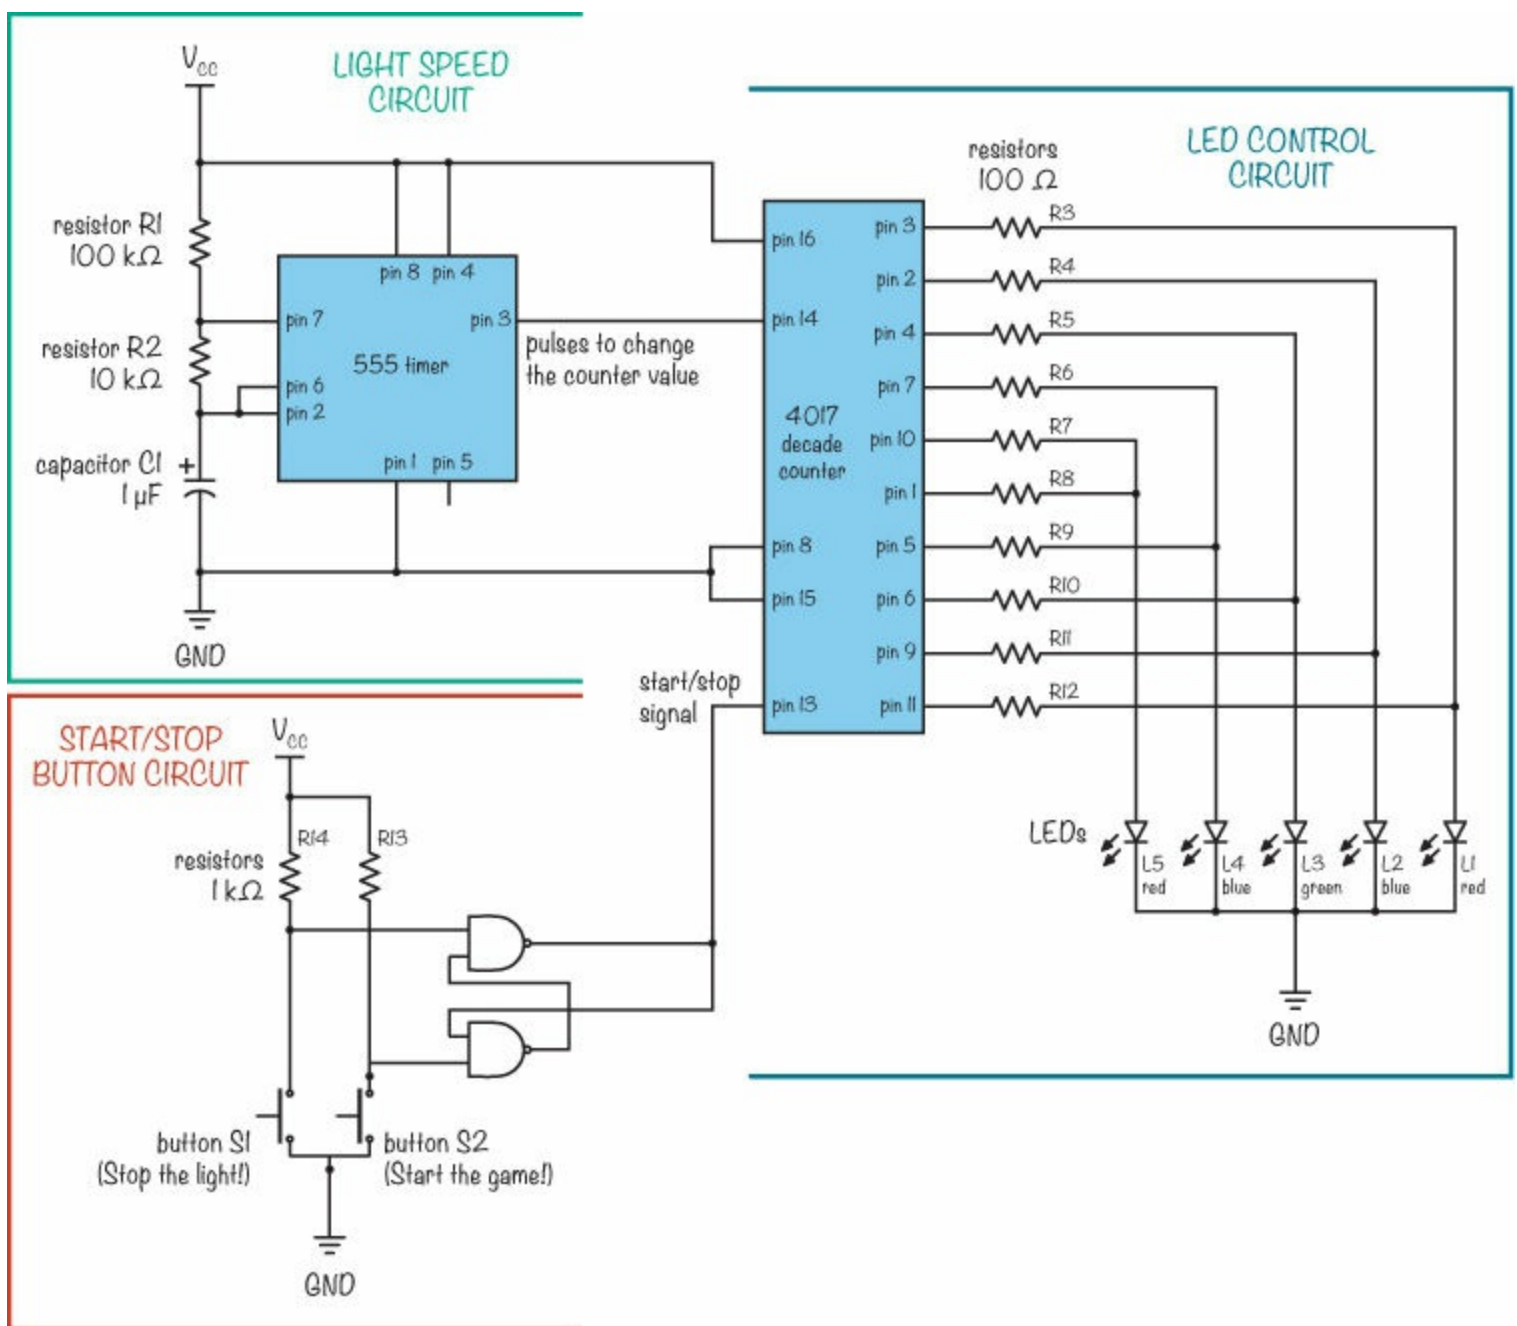 LIGHT SPEED
CIRCUIT
Vcc
resistor R1
100 kΩ
resistor R2
10 kΩ
capacitor C1
+
1 µF
GND
pin 8 pin 4
pin 7
pin 3
555 timer
pin 6
pin 2
pin 1 pin 5
pulses to change
the counter value
LED CONTROL
CIRCUIT
resistors
100 Ω
pin 16
pin 14
4017
decade
counter
pin 8
pin 15
pin 13
pin 3
pin 2
pin 4
pin 7
pin 10
pin 1
pin 5
pin 6
pin 9
pin 11
R3
R4
R5
R6
R7
R8
R9
R10
R11
R12
LEDs
L5
red
L4
blue
L3
green
L2
blue
L1
red
GND
start/stop
signal
START/STOP
BUTTON CIRCUIT
Vcc
R14
R13
resistors
1 kΩ
button S1
(Stop the light!)
button S2
(Start the game!)
GND